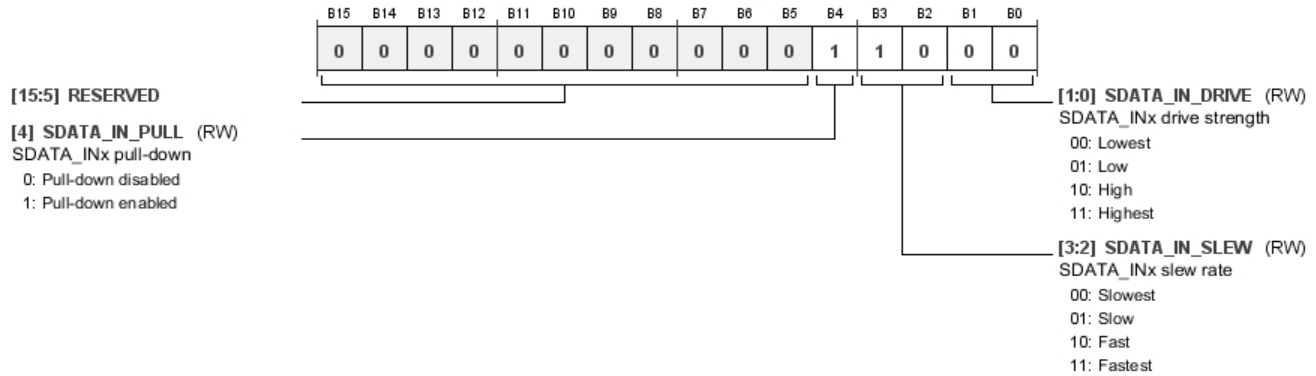 B15 B14 B13 B12 B11 B10 B9 B8 B7 B6 B5 B4 B3 B2 B1 B0
0 0 0 0 0 0 0 0 0 0 0 1 1 0 0 0
[15:5] RESERVED
[4] SDATA_IN_PULL (RW)
SDATA_INx pull-down
0: Pull-down disabled
1: Pull-down enabled
[1:0] SDATA_IN_DRIVE (RW)
SDATA_INx drive strength
00: Lowest
01: Low
10: High
11: Highest
[3:2] SDATA_IN_SLEW (RW)
SDATA_INx slew rate
00: Slowest
01: Slow
10: Fast
11: Fastest